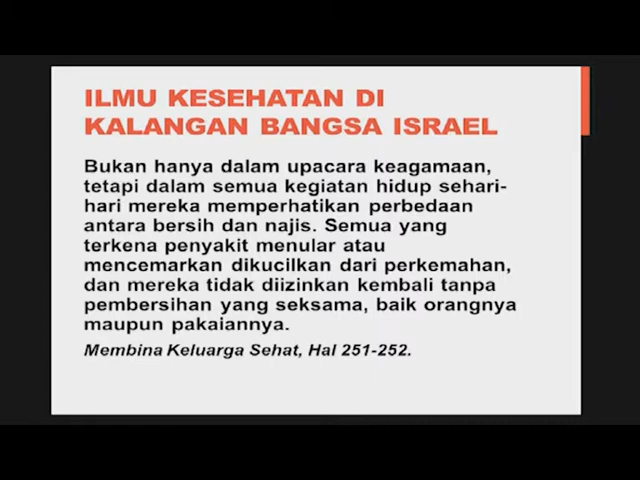 ILMU KESEHATAN DI
KALANGAN BANGSA ISRAEL
Bukan hanya dalam upacara keagamaan,
tetapi dalam semua kegiatan hidup sehari-
hari mereka memperhatikan perbedaan
antara bersih dan najis. Semua yang
terkena penyakit menular atau
mencemarkan dikucilkan dari perkemahan,
dan mereka tidak diizinkan kembali tanpa
pembersihan yang seksama, baik orangnya
maupun pakaiannya.
Membina Keluarga Sehat, Hal 251-252.